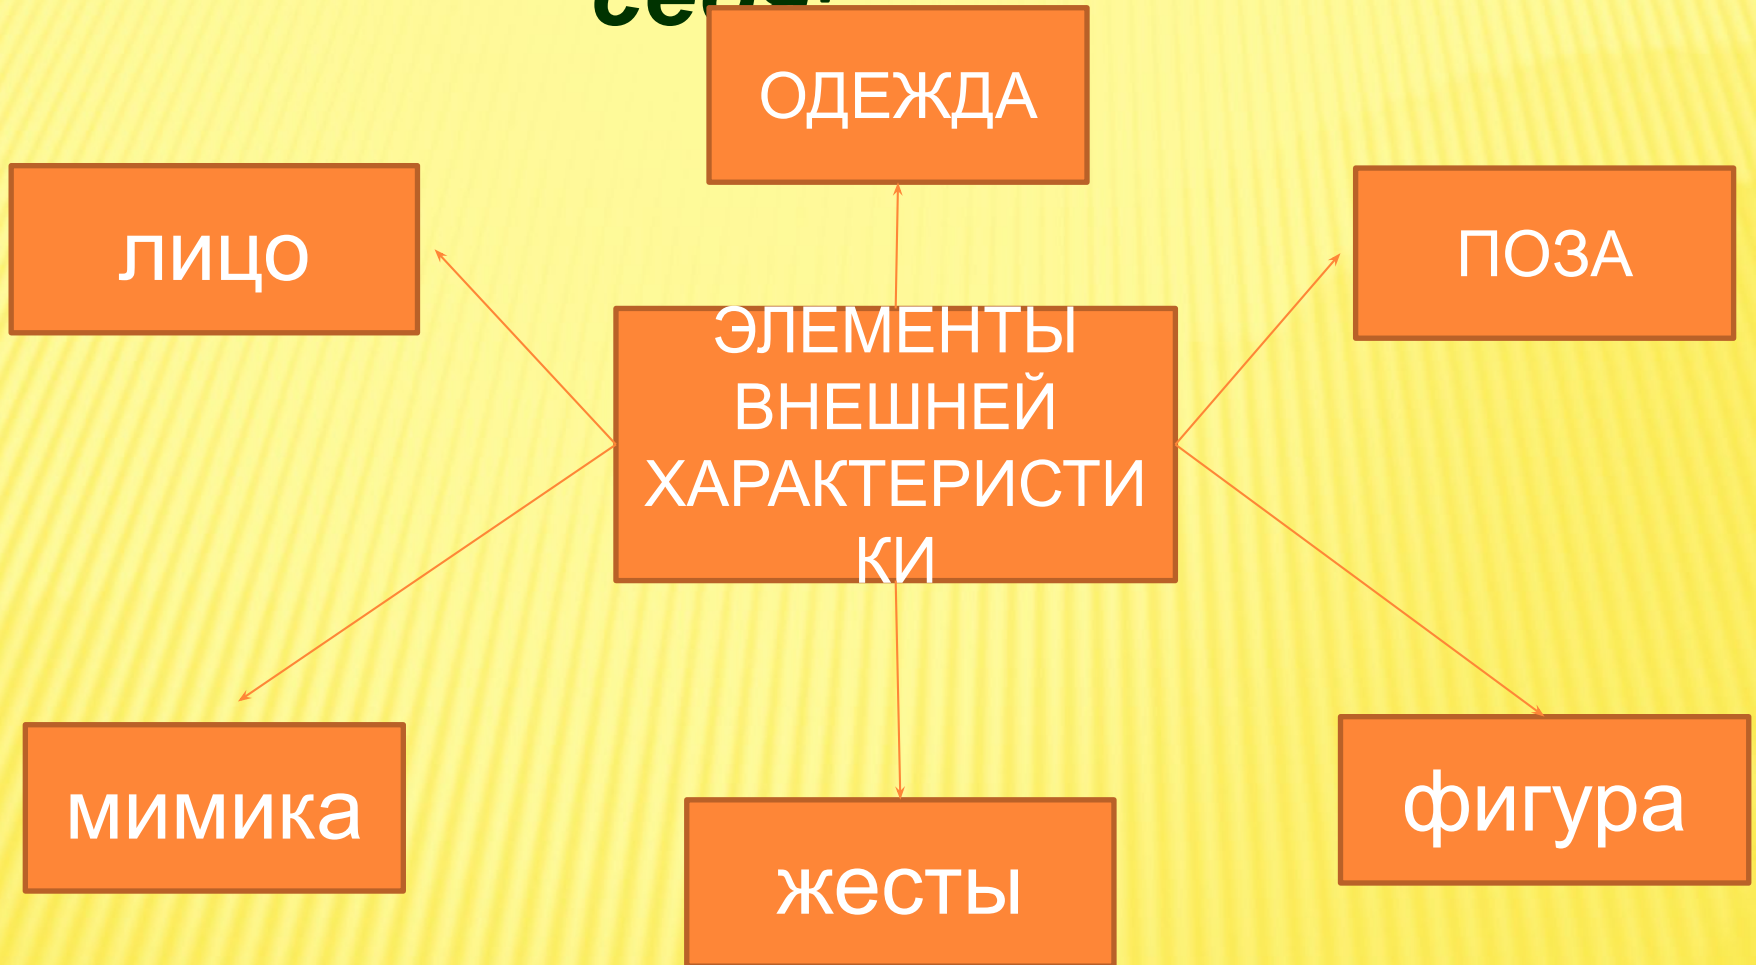 ОДЕЖДА
лицо
ПОЗА
ЭЛЕМЕНТЫ
ВНЕШНЕЙ
ХАРАКТЕРИСТИ
КИ
мимика
фигура
жесты